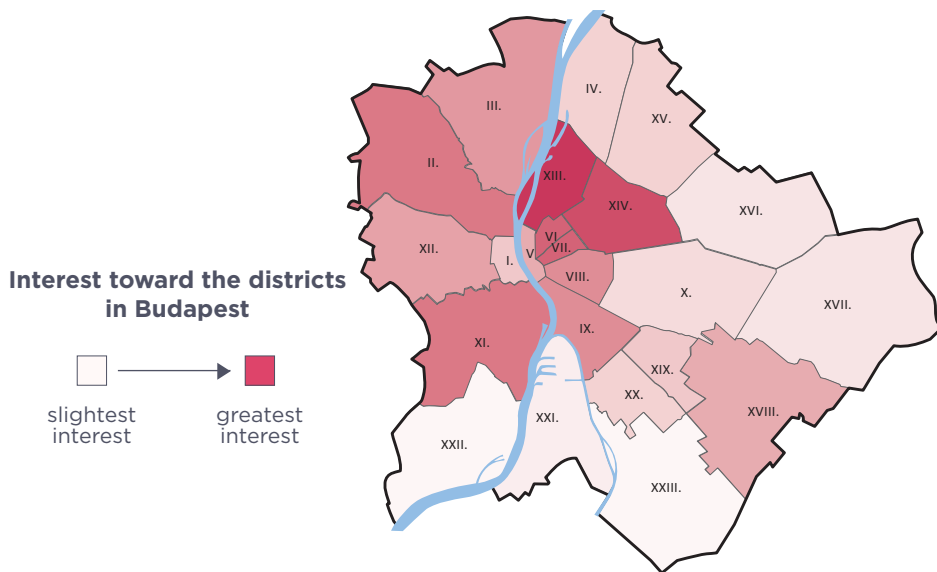 Interest toward the districts
in Budapest
slightest
interest
greatest
interest
III.
IV.
XV.
II.
XIII.
XIV.
XVI.
XII.
I.
V.
VI.
VII.
VIII.
X.
XVII.
XI.
IX.
XIX.
XX.
XVIII.
XXII.
XXI.
XXIII.